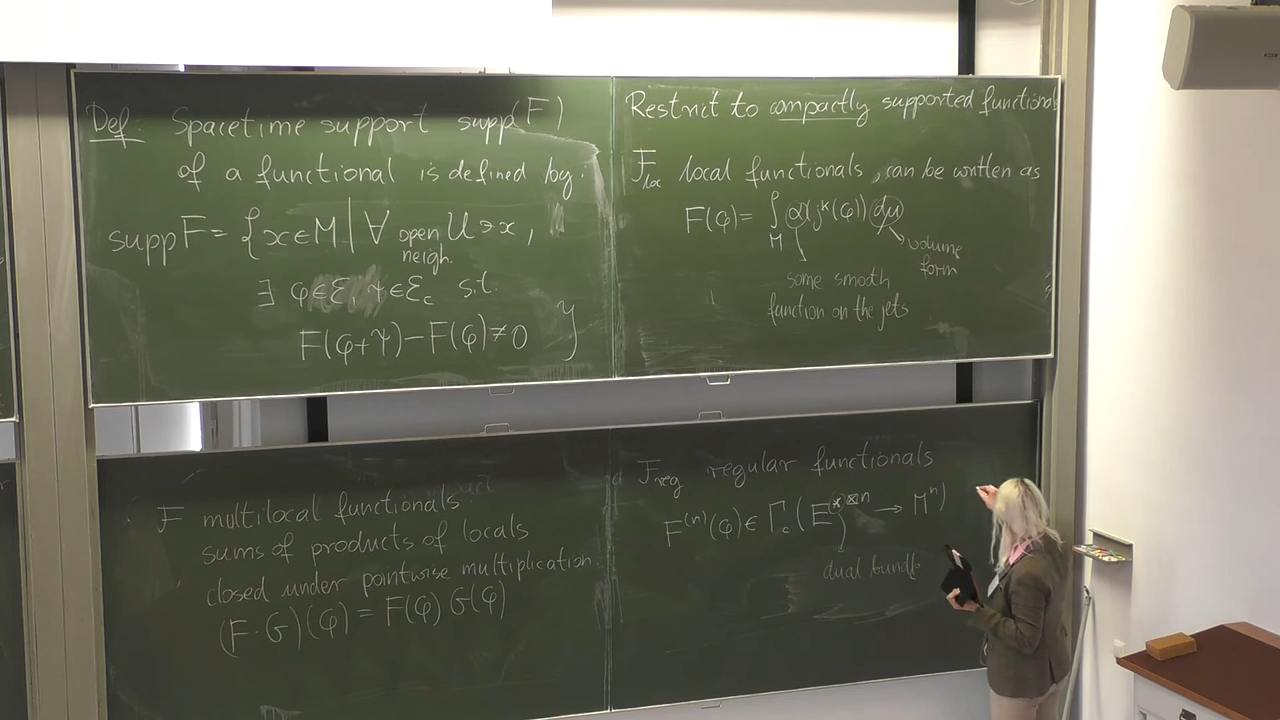 Def. Spacetime support supp(F)
of a functional is defined by:
supp F = {x ∈ M | ∀ open neigh. U ∋ x,
∃ φ ∈ ℰ, ψ ∈ ℰ_c s.t.
F(φ+ψ) − F(φ) ≠ 0 }
Restrict to compactly supported functionals
ℱ_loc local functionals, can be written as
F(φ) = ∫_M α(j^k(φ)) dμ
volume
form
some smooth
function on the jets
ℱ multilocal functionals
sums of products of locals
closed under pointwise multiplication.
(F·G)(φ) = F(φ) G(φ)
ℱ_reg regular functionals
F^(n)(φ) ∈ Γ_c(E^{*⊠n} → M^n)
dual bundle